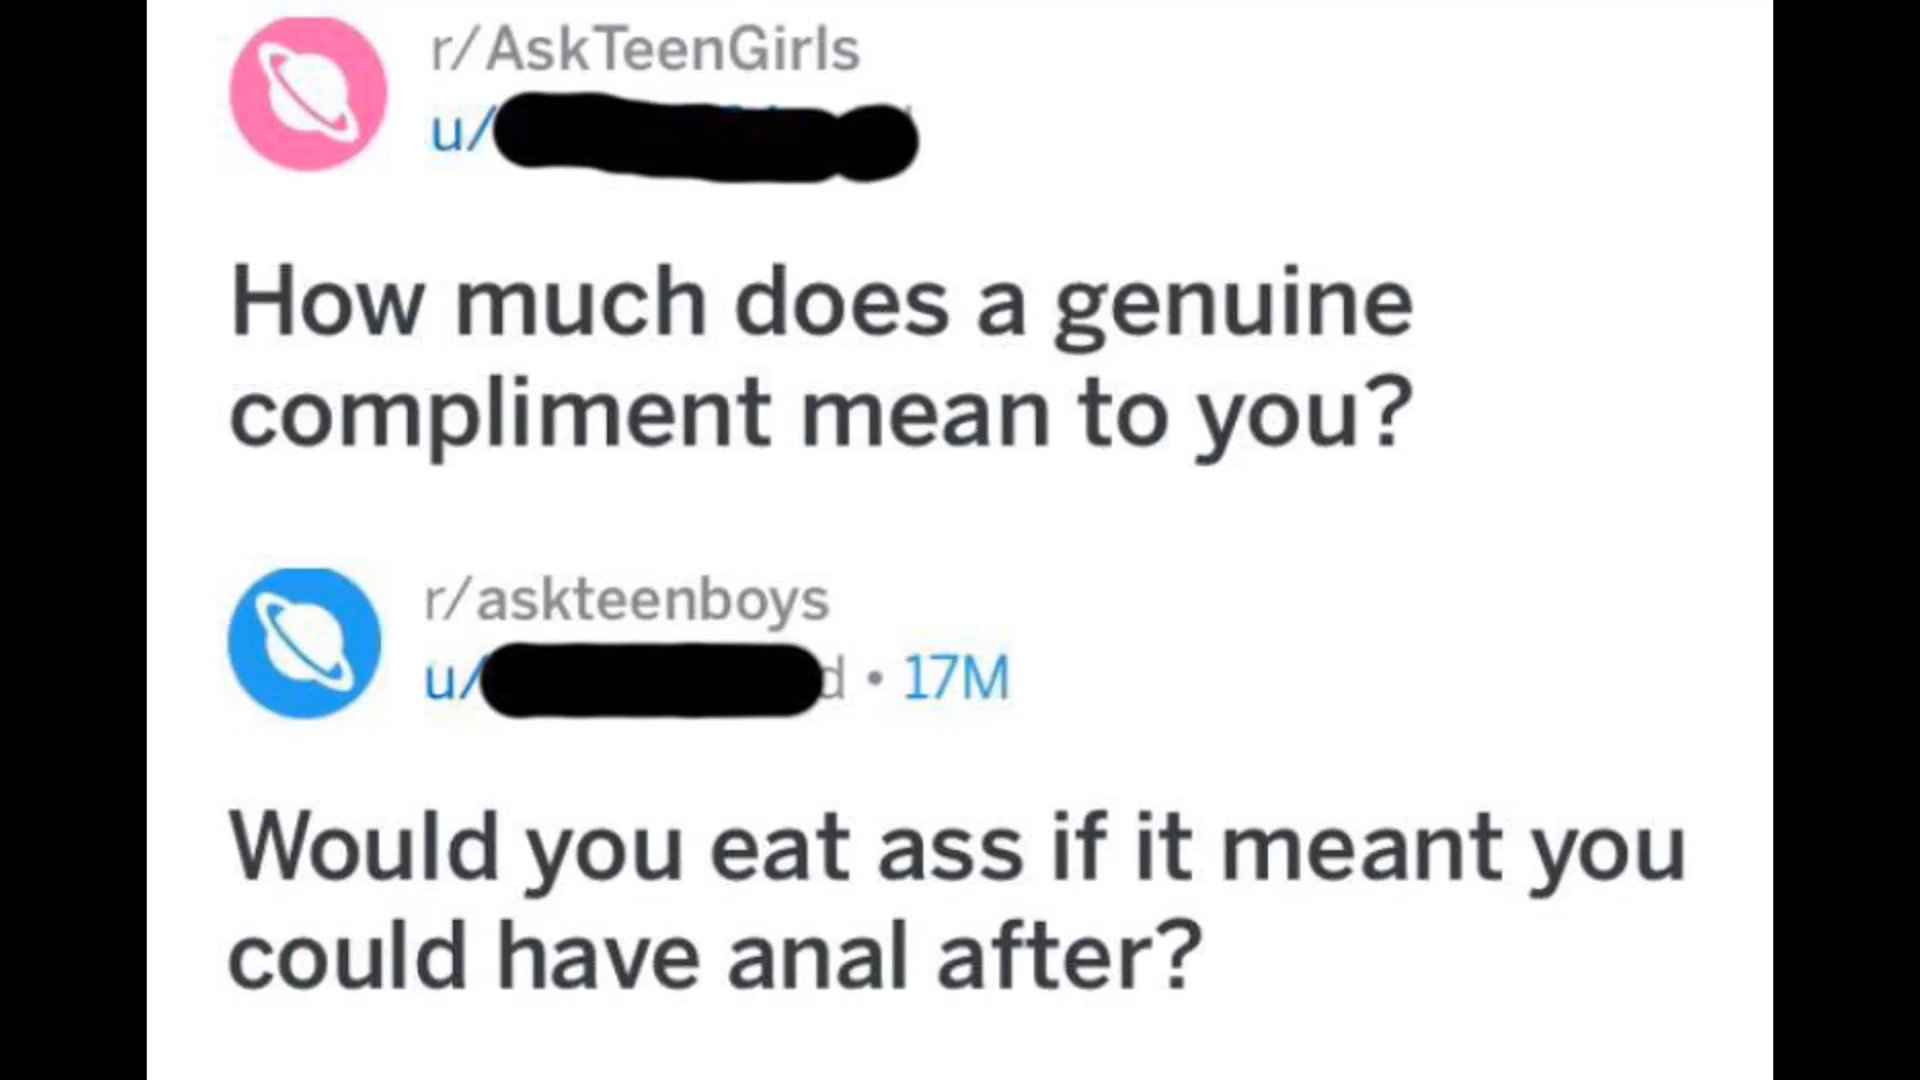 r/AskTeenGirls
u/
How much does a genuine
compliment mean to you?
r/askteenboys
u/ d • 17M
Would you eat ass if it meant you
could have anal after?